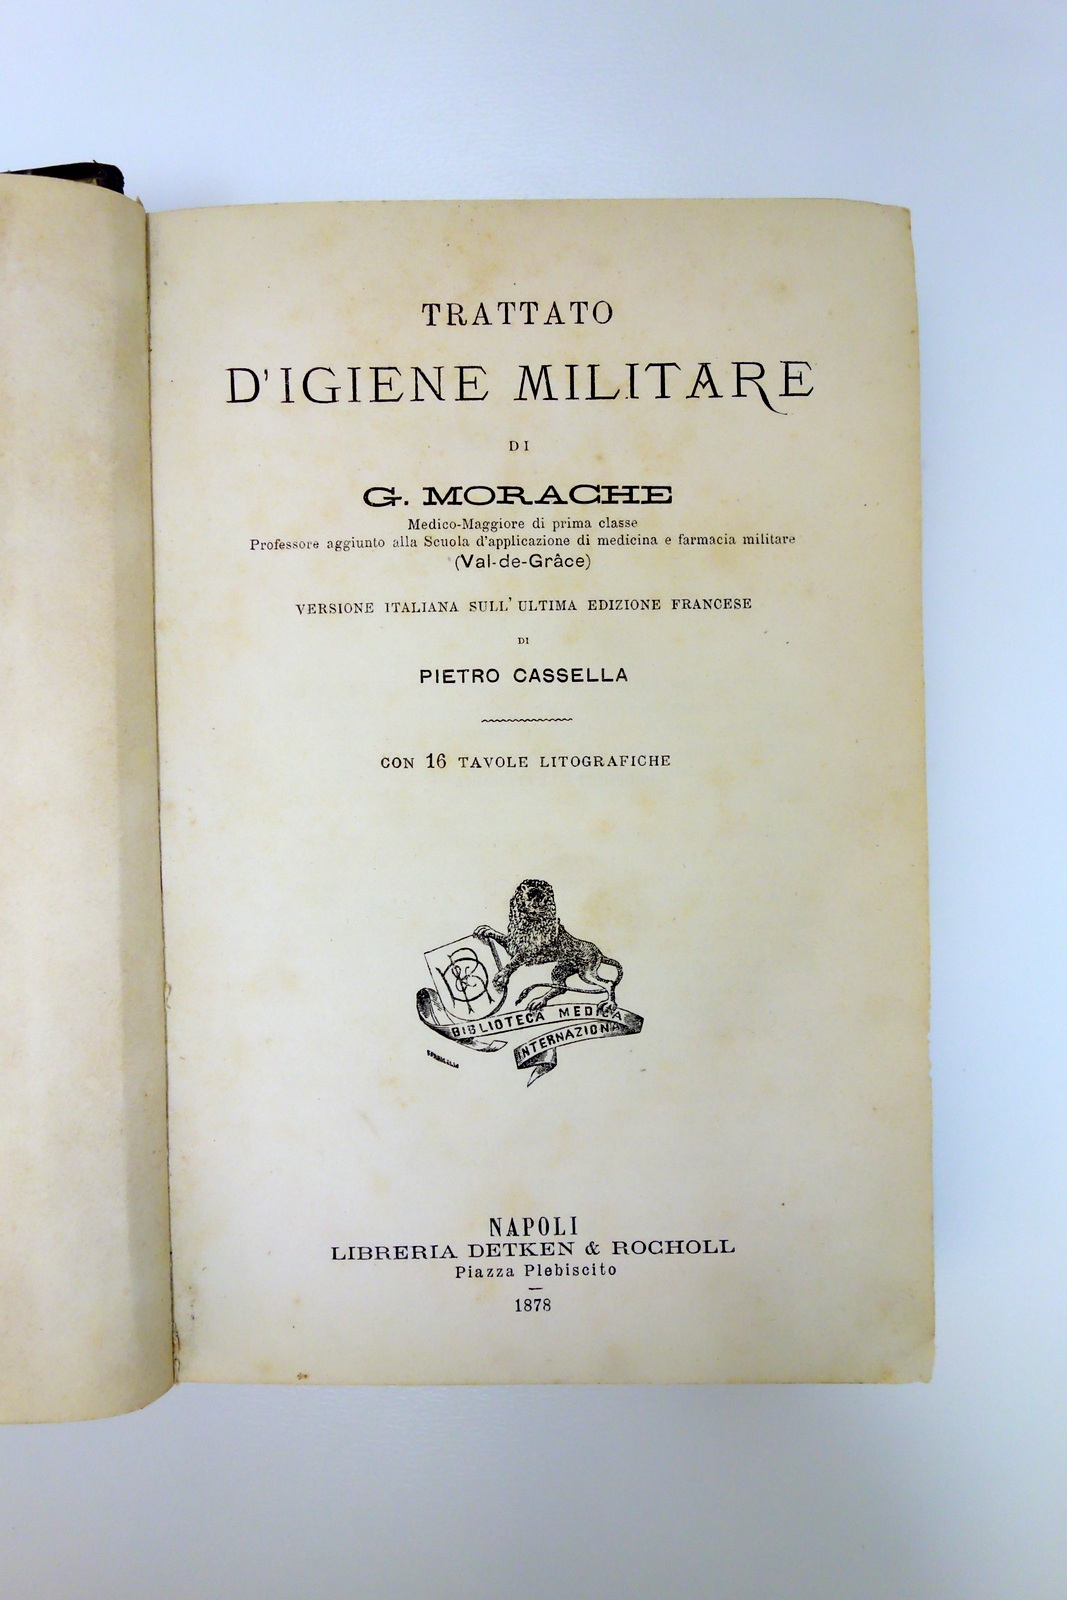 TRATTATO
D'IGIENE MILITARE
DI
G. MORACHE
Medico-Maggiore di prima classe
Professore aggiunto alla Scuola d'applicazione di medicina e farmacia militare
(Val-de-Grâce)
VERSIONE ITALIANA SULL' ULTIMA EDIZIONE FRANCESE
DI
PIETRO CASSELLA
CON 16 TAVOLE LITOGRAFICHE
BIBLIOTECA MEDICA
INTERNAZIONA
NAPOLI
LIBRERIA DETKEN & ROCHOLL
Piazza Plebiscito
1878